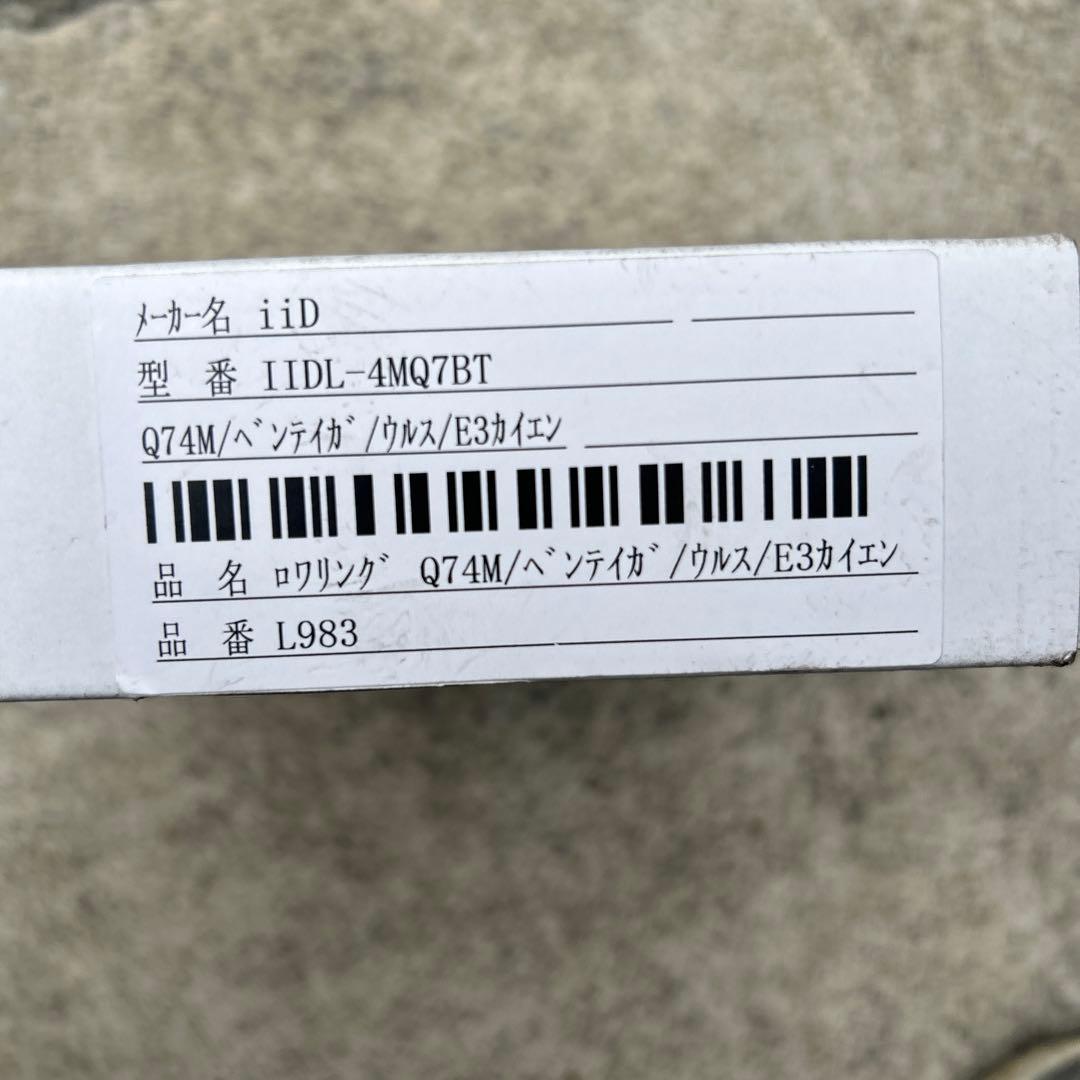 ﾒｰｶｰ名 iiD
型 番 IIDL-4MQ7BT
Q74M/ﾍﾞﾝﾃｲｶﾞ/ｳﾙｽ/E3ｶｲｴﾝ
品 名 ﾛﾜﾘﾝｸﾞ Q74M/ﾍﾞﾝﾃｲｶﾞ/ｳﾙｽ/E3ｶｲｴﾝ
品 番 L983